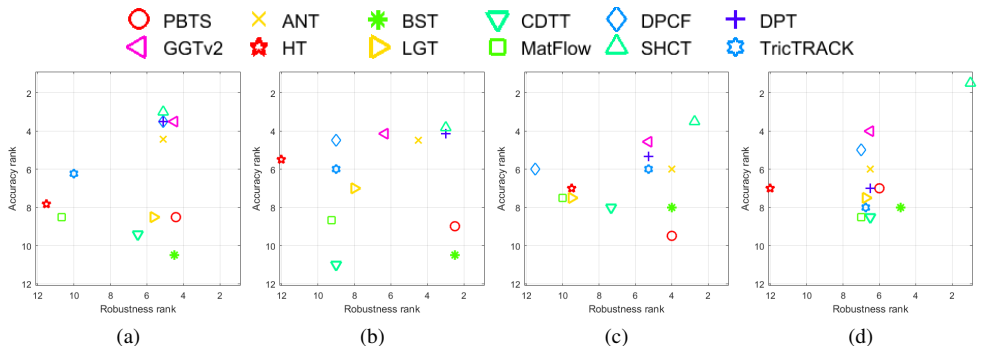 PBTS ANT BST CDTT DPCF DPT
GGTv2 HT LGT MatFlow SHCT TricTRACK
2 4 6 8 10 12
Accuracy rank
12 10 8 6 4 2
Robustness rank
(a)
2 4 6 8 10 12
Accuracy rank
12 10 8 6 4 2
Robustness rank
(b)
2 4 6 8 10 12
Accuracy rank
12 10 8 6 4 2
Robustness rank
(c)
2 4 6 8 10 12
Accuracy rank
12 10 8 6 4 2
Robustness rank
(d)